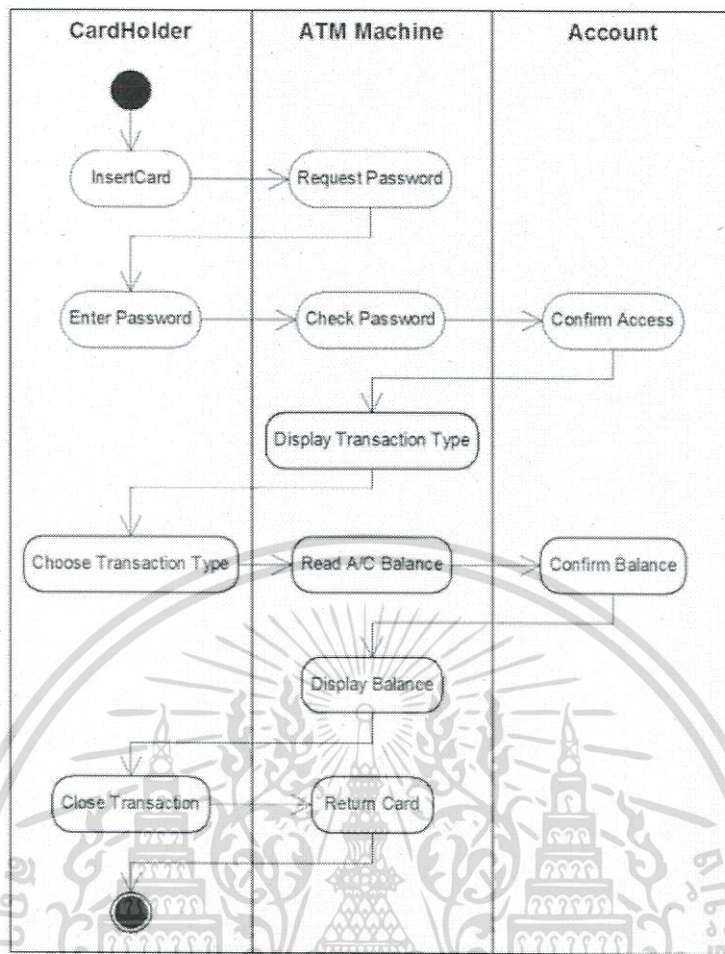 CardHolder
ATM Machine
Account
InsertCard
Request Password
Enter Password
Check Password
Confirm Access
Display Transaction Type
Choose Transaction Type
Read A/C Balance
Confirm Balance
Display Balance
Close Transaction
Return Card